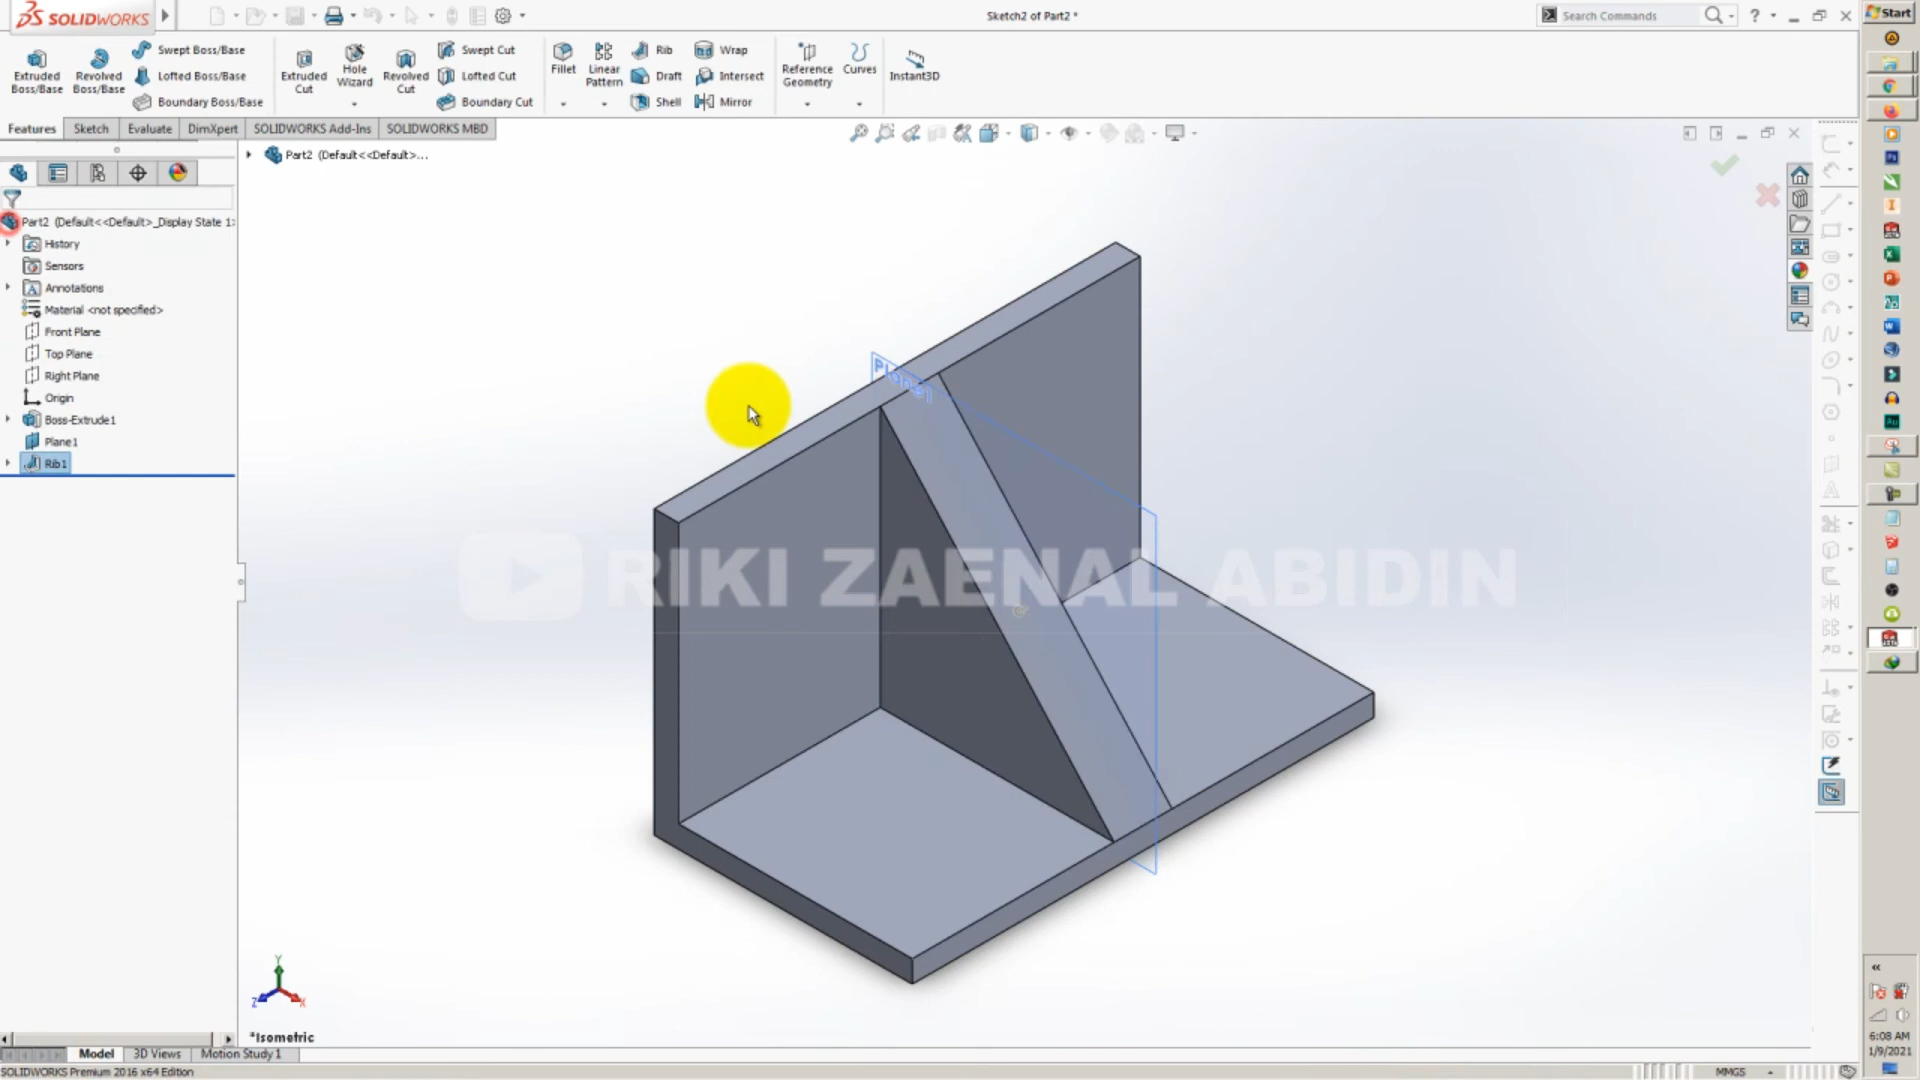 SOLIDWORKS
Sketch2 of Part2 *
Search Commands
Start
Extruded Boss/Base
Revolved Boss/Base
Swept Boss/Base
Lofted Boss/Base
Boundary Boss/Base
Extruded Cut
Hole Wizard
Revolved Cut
Swept Cut
Lofted Cut
Boundary Cut
Fillet
Linear Pattern
Rib
Draft
Shell
Wrap
Intersect
Mirror
Reference Geometry
Curves
Instant3D
Features
Sketch
Evaluate
DimXpert
SOLIDWORKS Add-Ins
SOLIDWORKS MBD
Part2 (Default<<Default>...
Part2 (Default<<Default>_Display State 1>
History
Sensors
Annotations
Material <not specified>
Front Plane
Top Plane
Right Plane
Origin
Boss-Extrude1
Plane1
Rib1
Plane1
RIKI ZAENAL ABIDIN
Y
Z
X
*Isometric
Model
3D Views
Motion Study 1
SOLIDWORKS Premium 2016 x64 Edition
MMGS
6:08 AM
1/9/2021